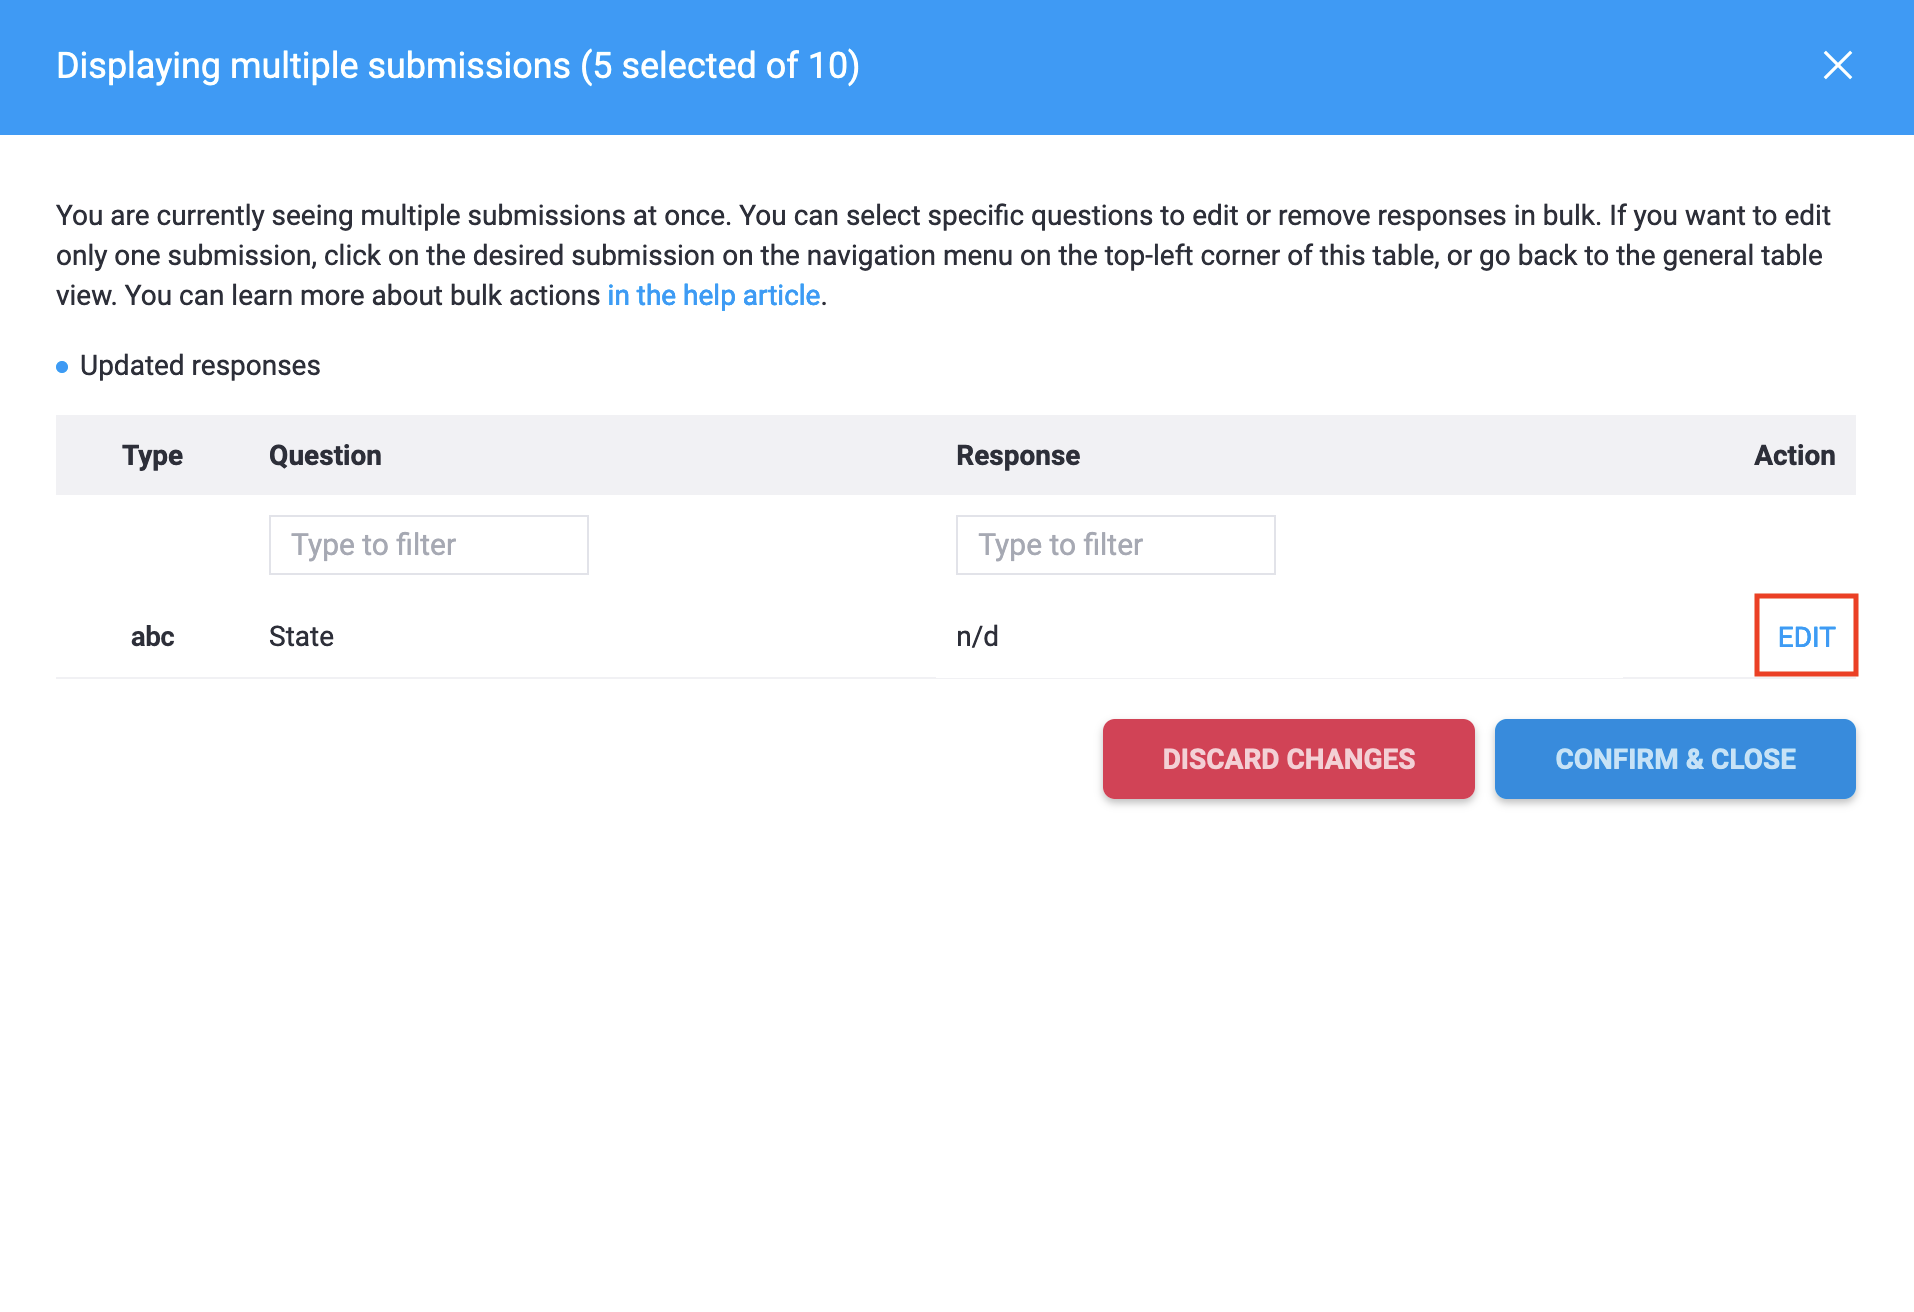 Displaying multiple submissions (5 selected of 10)
You are currently seeing multiple submissions at once. You can select specific questions to edit or remove responses in bulk. If you want to edit
only one submission, click on the desired submission on the navigation menu on the top-left corner of this table, or go back to the general table
view. You can learn more about bulk actions in the help article.
Updated responses
Type Question Response Action
Type to filter Type to filter
abc State n/d EDIT
DISCARD CHANGES CONFIRM & CLOSE